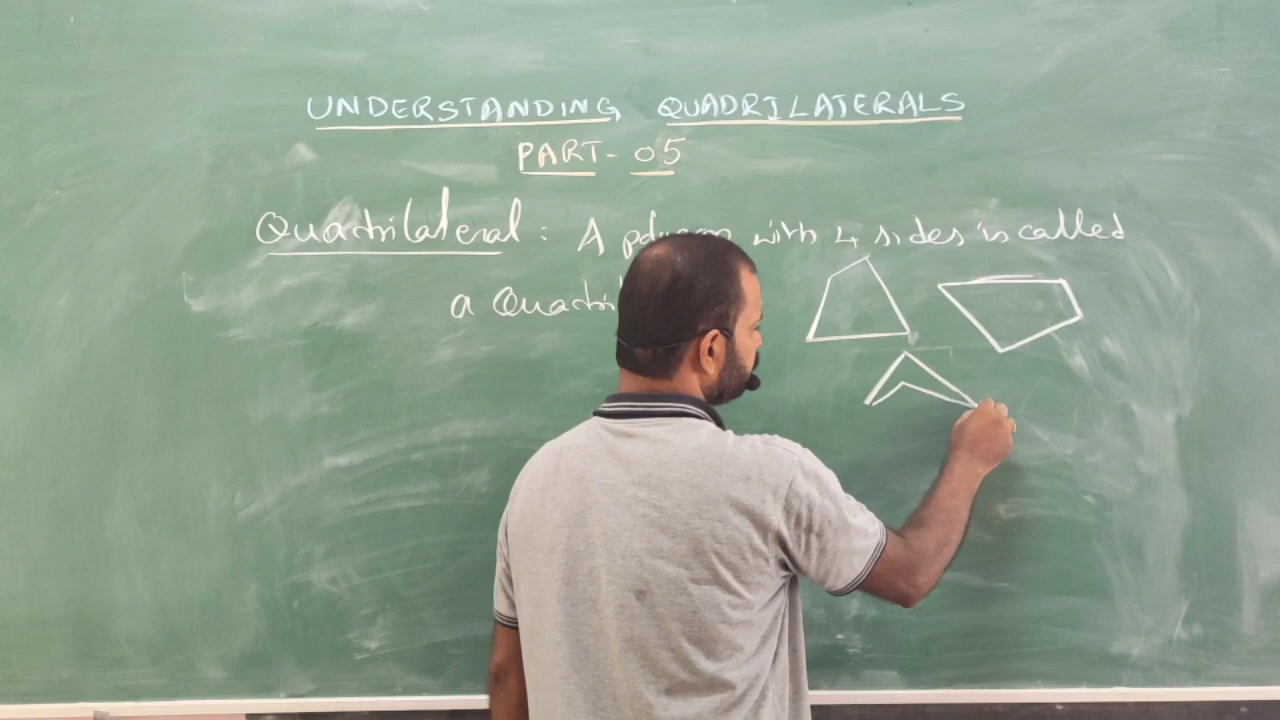 UNDERSTANDING QUADRILATERALS
PART- 05
Quadrilateral : A with 4 sides is called
a